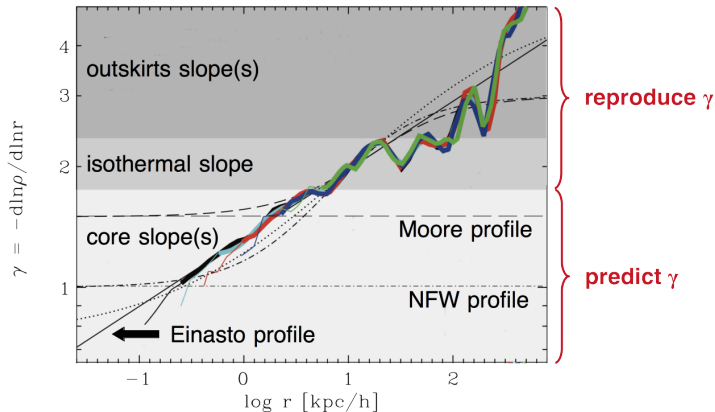 4
outskirts slope(s)
3
reproduce γ
isothermal slope
2
γ = -dlnρ/dlnr
core slope(s)
Moore profile
predict γ
1
NFW profile
Einasto profile
-1 0 1 2
log r [kpc/h]